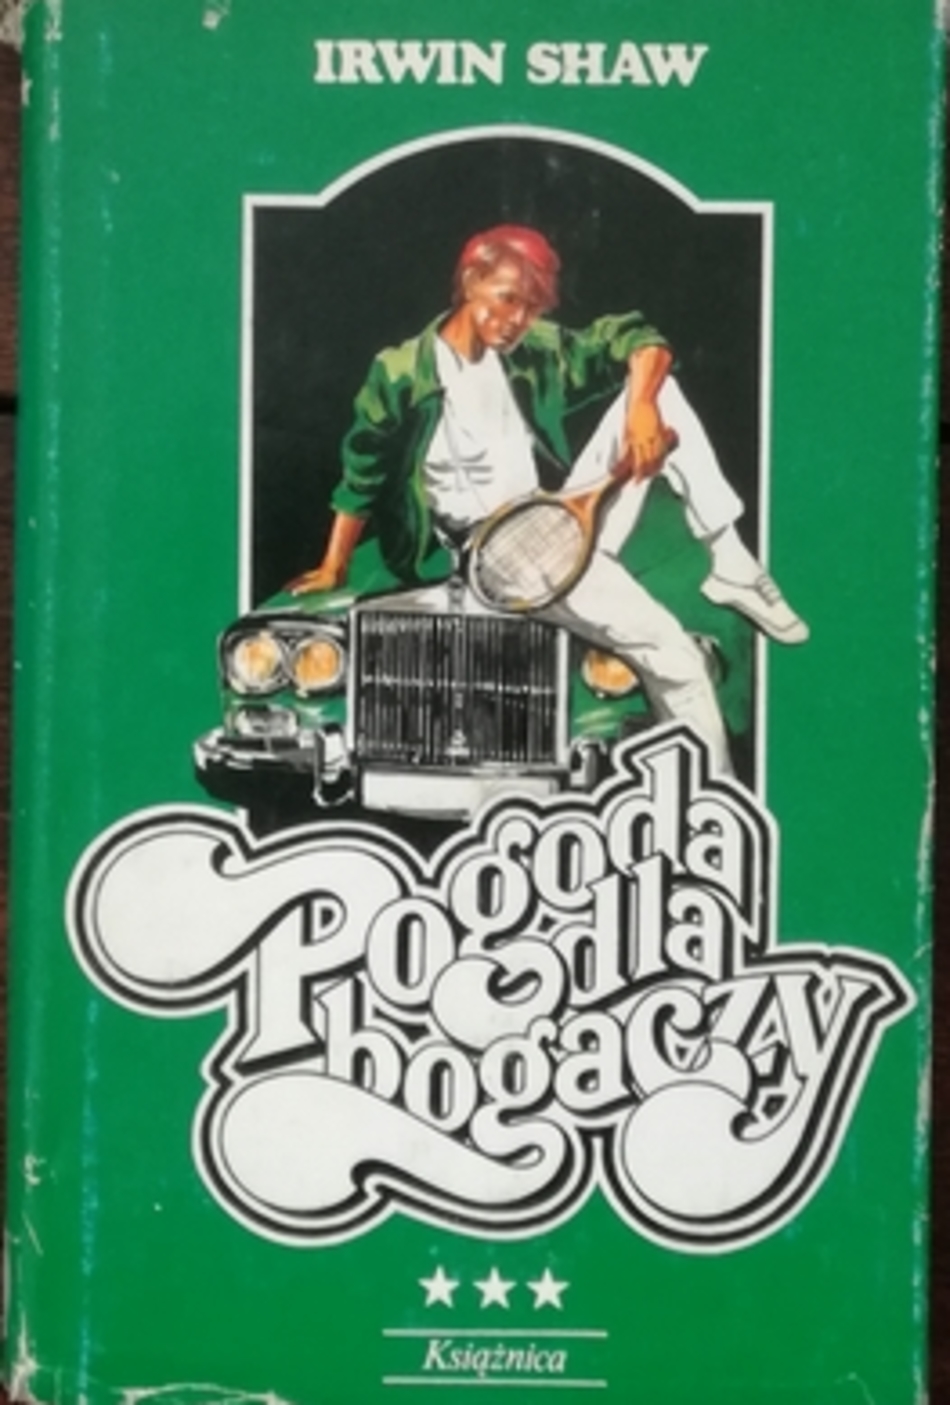 IRWIN SHAW
Pogoda
dla
bogaczy
★★★
Książnica